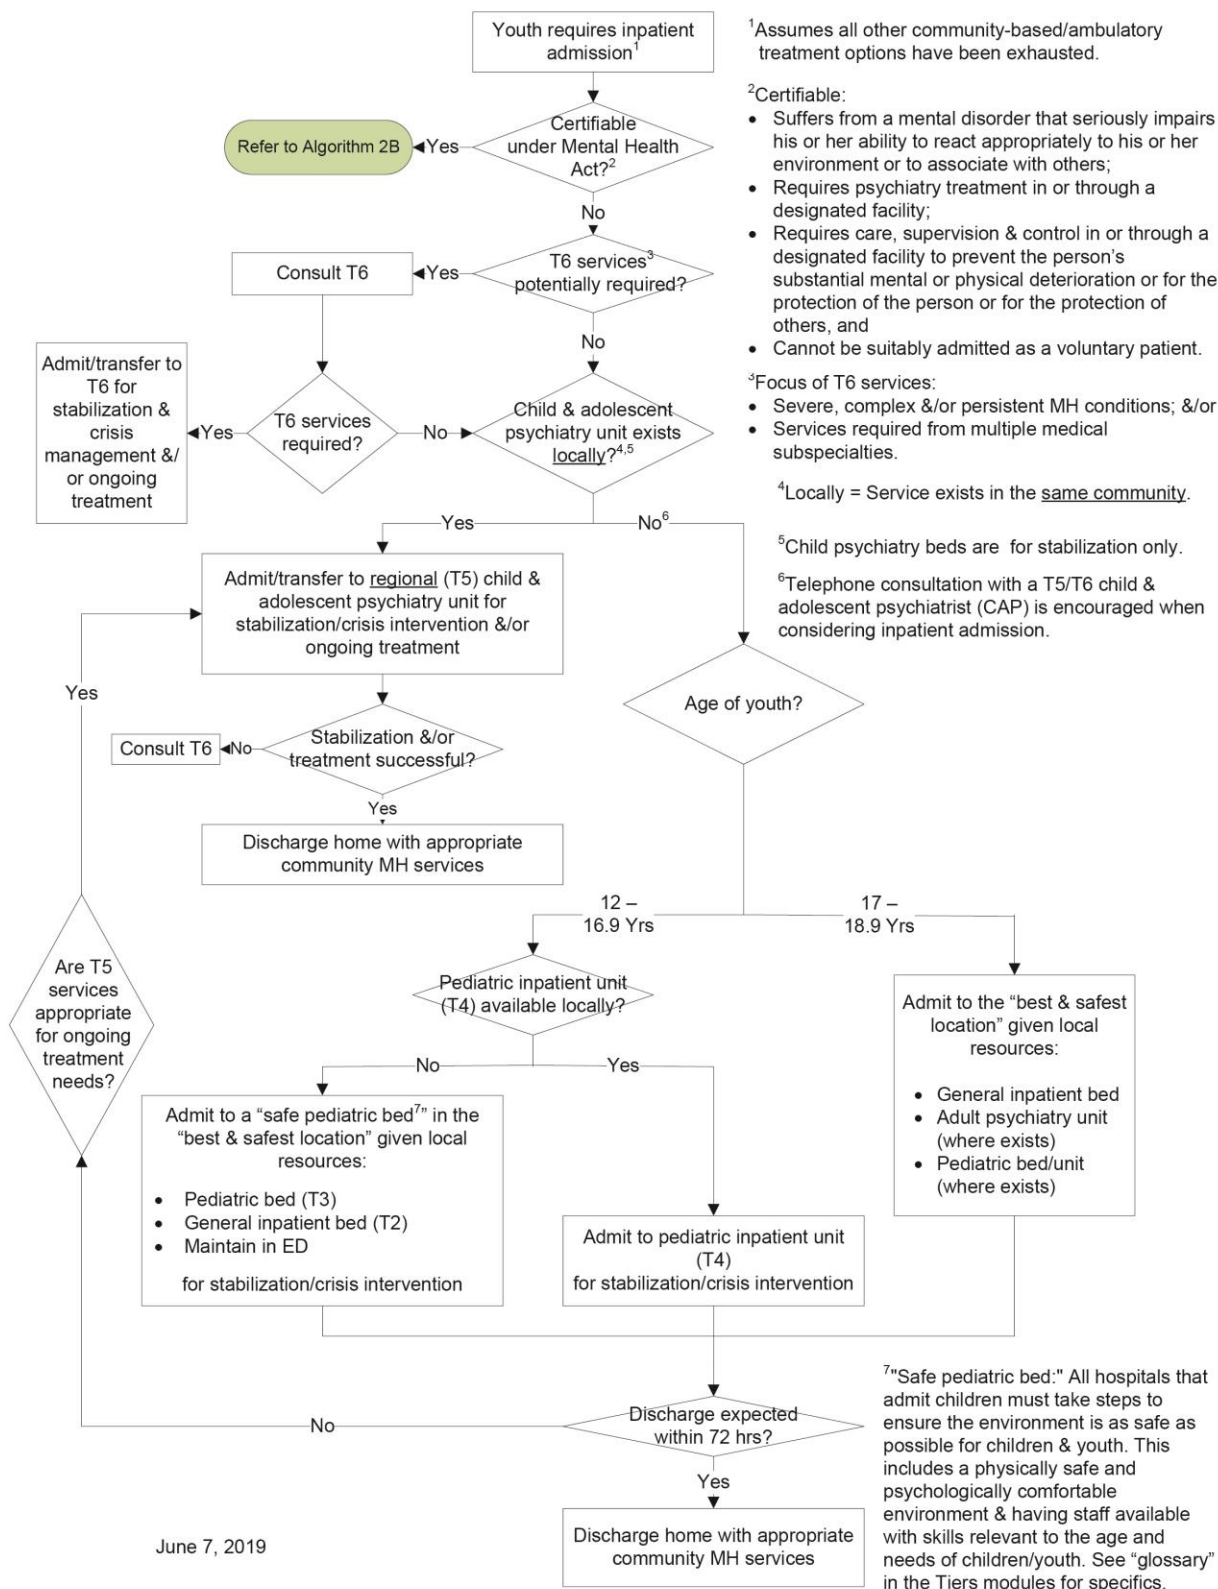 Youth requires inpatient
admission1
1Assumes all other community-based/ambulatory
treatment options have been exhausted.
2Certifiable:
• Suffers from a mental disorder that seriously impairs
his or her ability to react appropriately to his or her
environment or to associate with others;
• Requires psychiatry treatment in or through a
designated facility;
• Requires care, supervision & control in or through a
designated facility to prevent the person's
substantial mental or physical deterioration or for the
protection of the person or for the protection of
others, and
• Cannot be suitably admitted as a voluntary patient.
3Focus of T6 services:
• Severe, complex &/or persistent MH conditions; &/or
• Services required from multiple medical
subspecialties.
4Locally = Service exists in the same community.
5Child psychiatry beds are for stabilization only.
6Telephone consultation with a T5/T6 child &
adolescent psychiatrist (CAP) is encouraged when
considering inpatient admission.
Certifiable
under Mental Health
Act?2
Yes
Refer to Algorithm 2B
No
T6 services3
potentially required?
Yes
Consult T6
No
T6 services
required?
Yes
Admit/transfer to
T6 for
stabilization &
crisis
management &/
or ongoing
treatment
No
Child & adolescent
psychiatry unit exists
locally?4,5
Yes
No6
Admit/transfer to regional (T5) child &
adolescent psychiatry unit for
stabilization/crisis intervention &/or
ongoing treatment
Stabilization &/or
treatment successful?
No
Consult T6
Yes
Discharge home with appropriate
community MH services
Age of youth?
12 –
16.9 Yrs
17 –
18.9 Yrs
Pediatric inpatient unit
(T4) available locally?
No
Yes
Admit to a "safe pediatric bed7" in the
"best & safest location" given local
resources:
• Pediatric bed (T3)
• General inpatient bed (T2)
• Maintain in ED
for stabilization/crisis intervention
Admit to pediatric inpatient unit
(T4)
for stabilization/crisis intervention
Admit to the "best & safest
location" given local
resources:
• General inpatient bed
• Adult psychiatry unit
(where exists)
• Pediatric bed/unit
(where exists)
Discharge expected
within 72 hrs?
No
Are T5
services
appropriate
for ongoing
treatment
needs?
Yes
Yes
Discharge home with appropriate
community MH services
7"Safe pediatric bed:" All hospitals that
admit children must take steps to
ensure the environment is as safe as
possible for children & youth. This
includes a physically safe and
psychologically comfortable
environment & having staff available
with skills relevant to the age and
needs of children/youth. See "glossary"
in the Tiers modules for specifics.
June 7, 2019